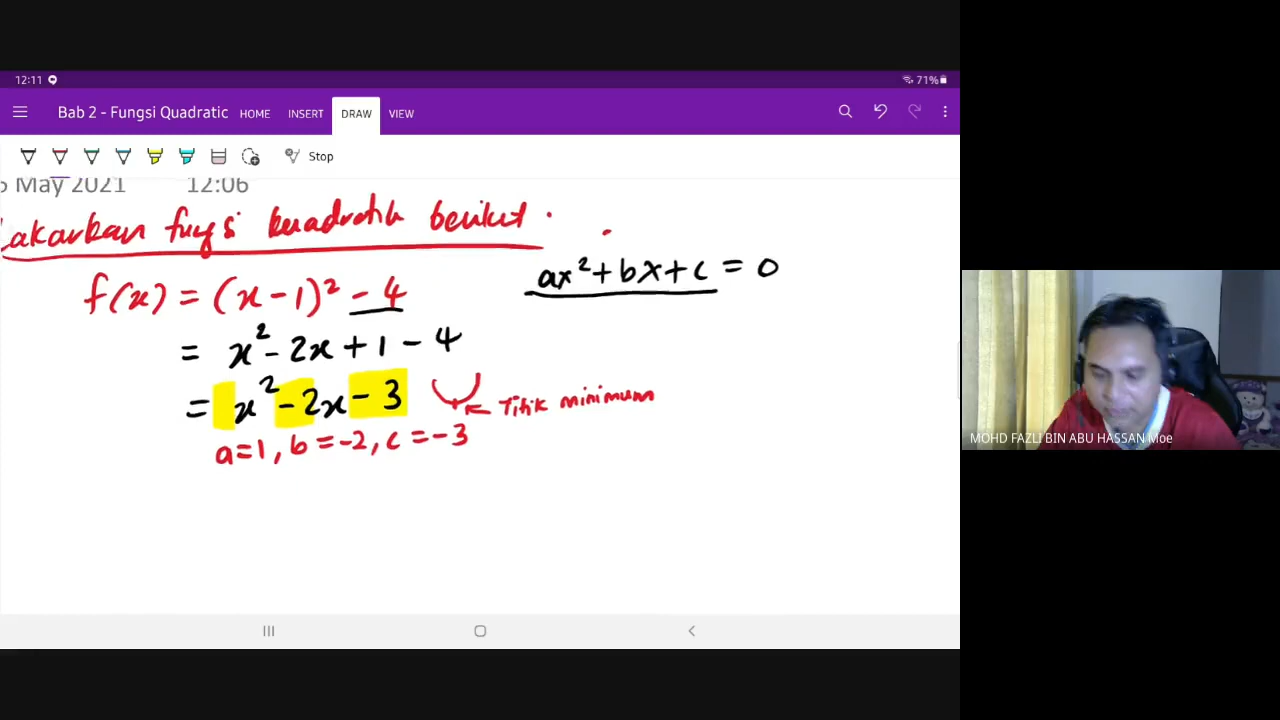 12:11
71%
Bab 2 - Fungsi Quadratic HOME INSERT DRAW VIEW
Stop
5 May 2021 12:06
Lakarkan fungsi kuadratik berikut.
f(x) = (x-1)² - 4
ax² + bx + c = 0
= x² - 2x + 1 - 4
= x² - 2x - 3
Titik minimum
a=1, b=-2, c=-3
MOHD FAZLI BIN ABU HASSAN Moe